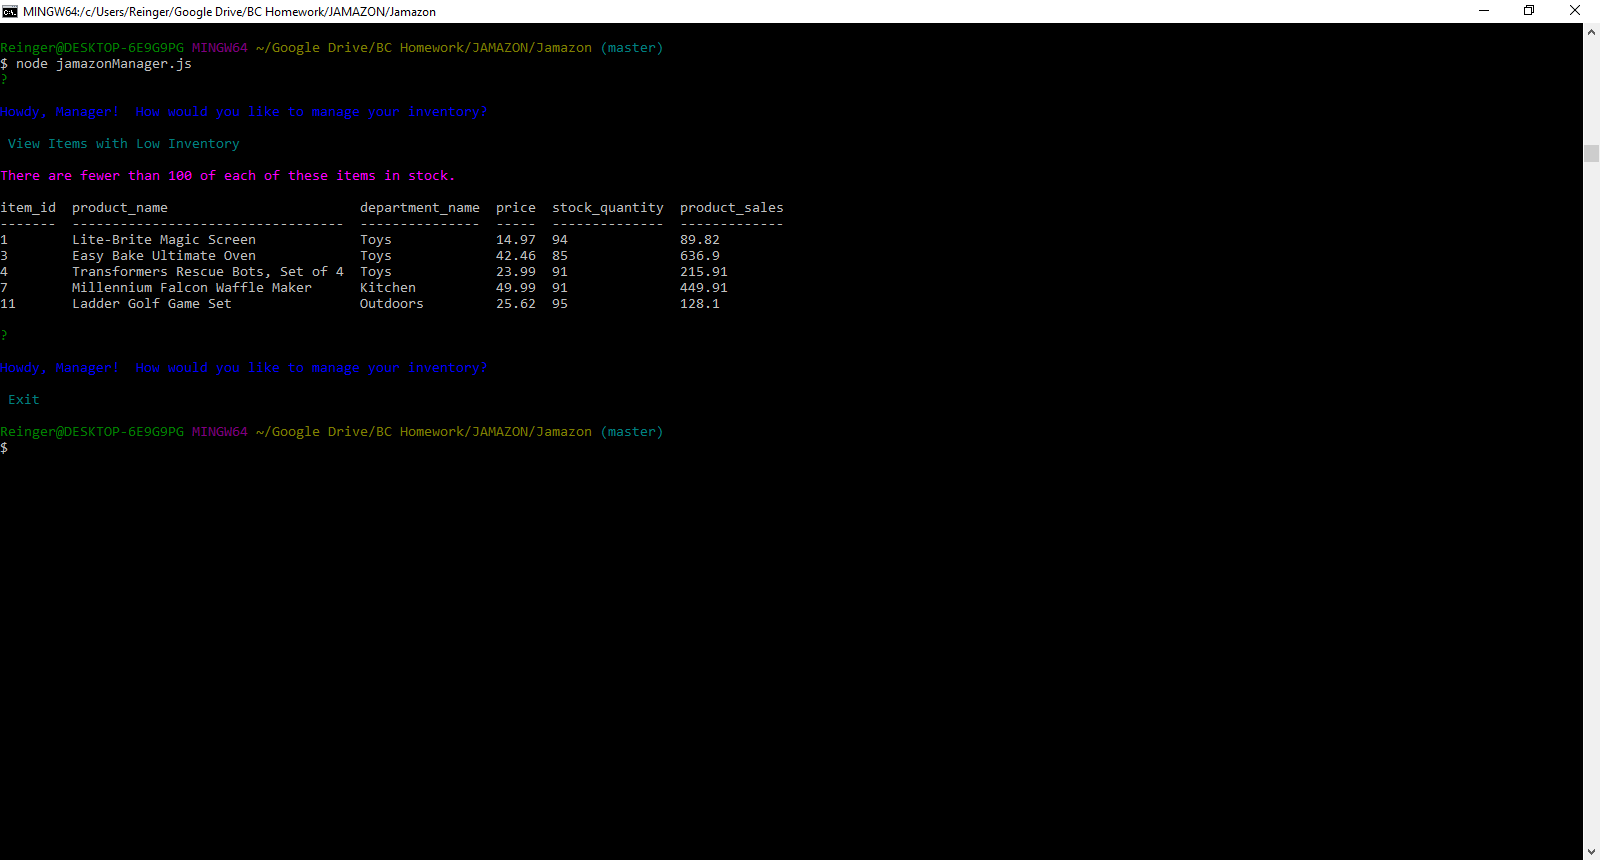 MINGW64:/c/Users/Reinger/Google Drive/BC Homework/JAMAZON/Jamazon
Reinger@DESKTOP-6E9G9PG MINGW64 ~/Google Drive/BC Homework/JAMAZON/Jamazon (master)
$ node jamazonManager.js
?
Howdy, Manager!  How would you like to manage your inventory?
 View Items with Low Inventory
There are fewer than 100 of each of these items in stock.
item_id  product_name                        department_name  price  stock_quantity  product_sales
-------  ----------------------------------  ---------------  -----  --------------  -------------
1        Lite-Brite Magic Screen             Toys             14.97  94              89.82
3        Easy Bake Ultimate Oven             Toys             42.46  85              636.9
4        Transformers Rescue Bots, Set of 4  Toys             23.99  91              215.91
7        Millennium Falcon Waffle Maker      Kitchen          49.99  91              449.91
11       Ladder Golf Game Set                Outdoors         25.62  95              128.1
?
Howdy, Manager!  How would you like to manage your inventory?
 Exit
Reinger@DESKTOP-6E9G9PG MINGW64 ~/Google Drive/BC Homework/JAMAZON/Jamazon (master)
$